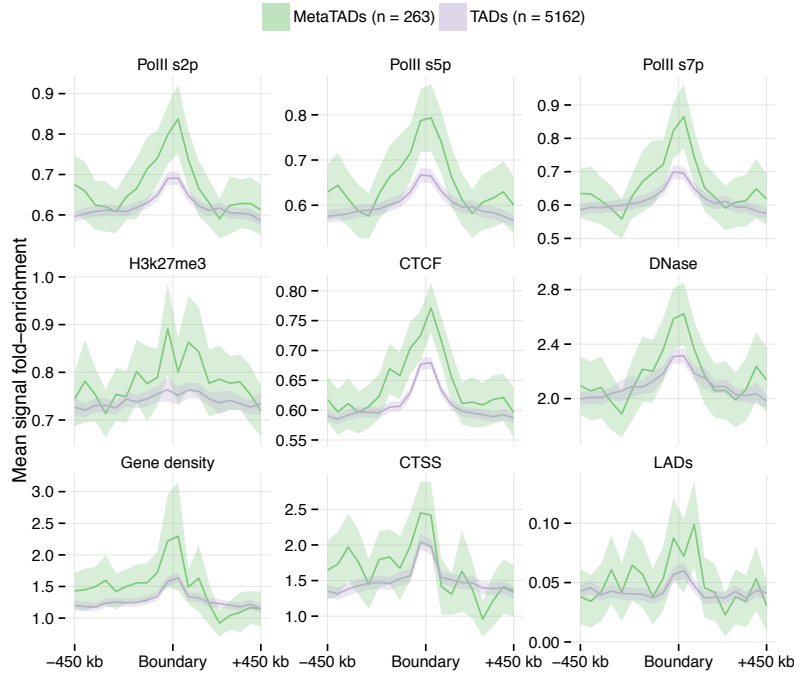 MetaTADs (n = 263) TADs (n = 5162)
PolII s2p PolII s5p PolII s7p
0.9 0.8 0.7 0.6
0.8 0.7 0.6
0.9 0.8 0.7 0.6 0.5
Mean signal fold−enrichment
H3k27me3 CTCF DNase
1.0 0.9 0.8 0.7
0.80 0.75 0.70 0.65 0.60 0.55
2.8 2.4 2.0
Gene density CTSS LADs
3.0 2.5 2.0 1.5 1.0
2.5 2.0 1.5 1.0
0.10 0.05 0.00
−450 kb Boundary +450 kb −450 kb Boundary +450 kb −450 kb Boundary +450 kb